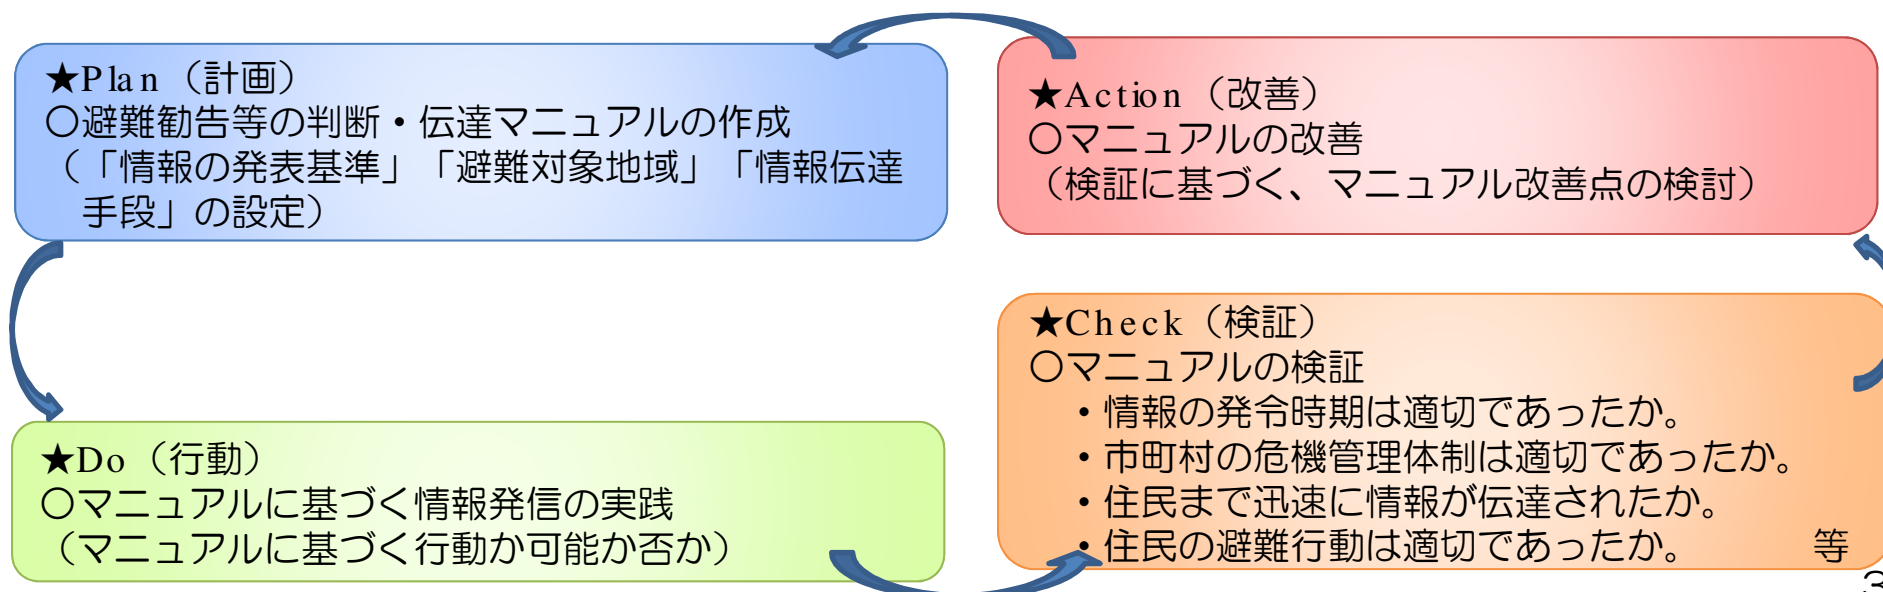 ★Plan（計画）
〇避難勧告等の判断・伝達マニュアルの作成
（「情報の発表基準」「避難対象地域」「情報伝達
手段」の設定）
★Action（改善）
〇マニュアルの改善
（検証に基づく、マニュアル改善点の検討）
★Do（行動）
〇マニュアルに基づく情報発信の実践
（マニュアルに基づく行動か可能か否か）
★Check（検証）
〇マニュアルの検証
・情報の発令時期は適切であったか。
・市町村の危機管理体制は適切であったか。
・住民まで迅速に情報が伝達されたか。
・住民の避難行動は適切であったか。　等